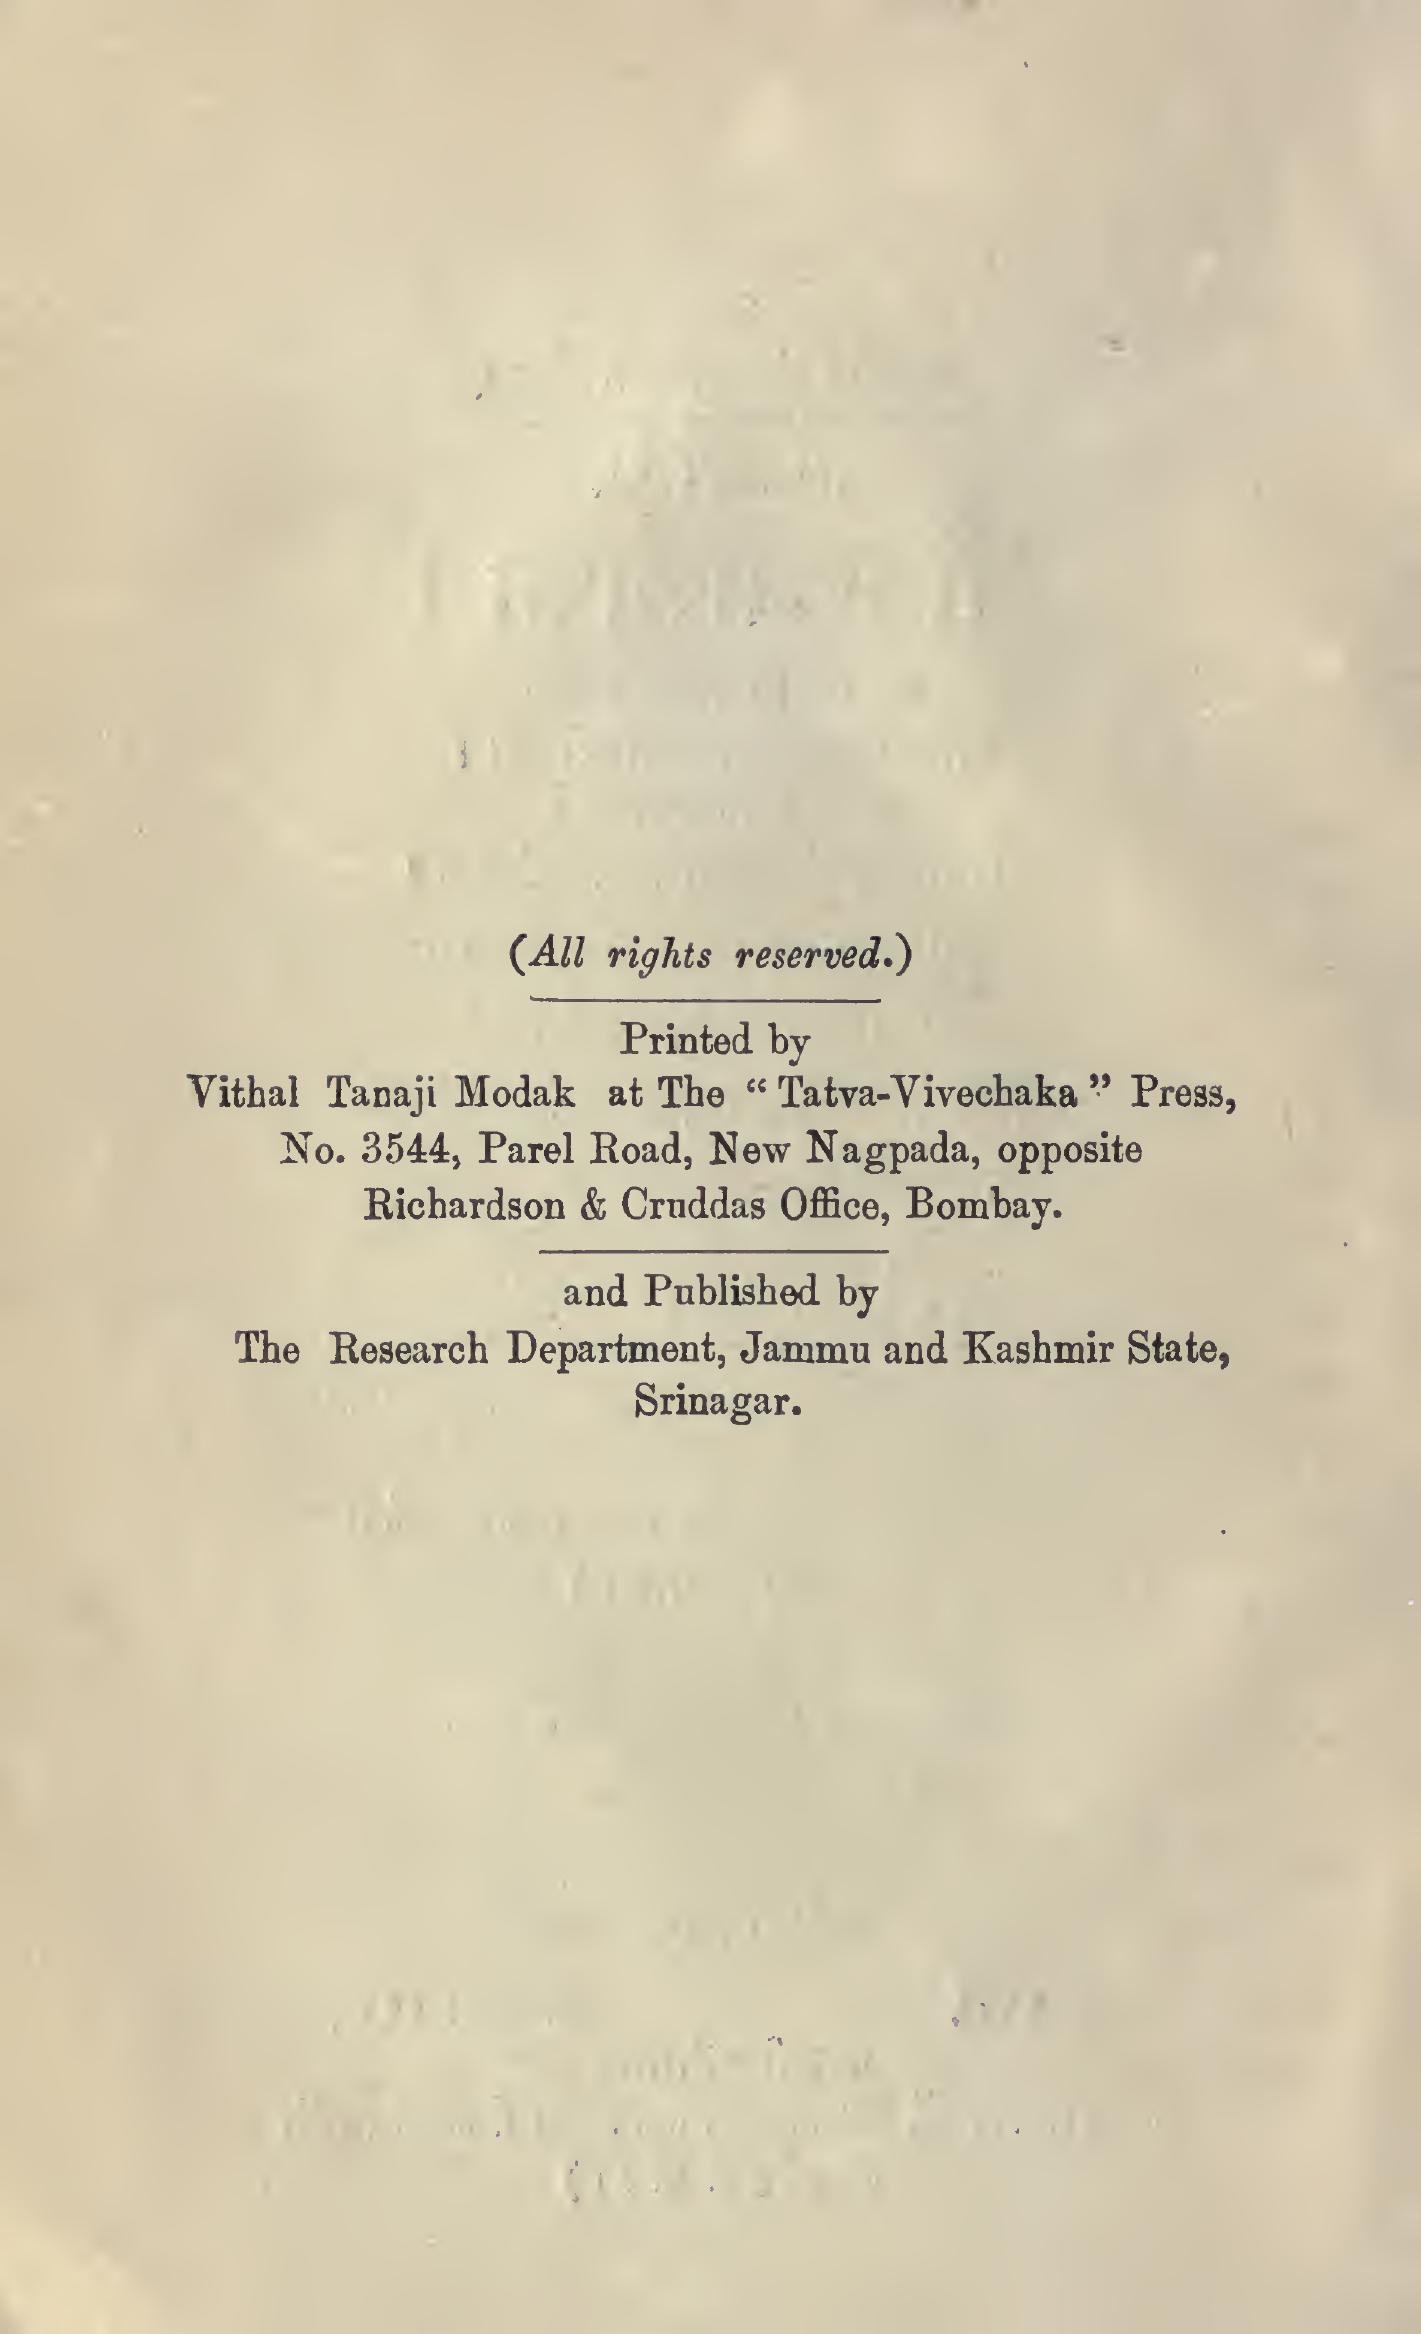 (All rights reserved.)
Printed by
Vithal Tanaji Modak at The “Tatva-Vivechaka” Press,
No. 3544, Parel Road, New Nagpada, opposite
Richardson & Cruddas Office, Bombay.
and Published by
The Research Department, Jammu and Kashmir State,
Srinagar.